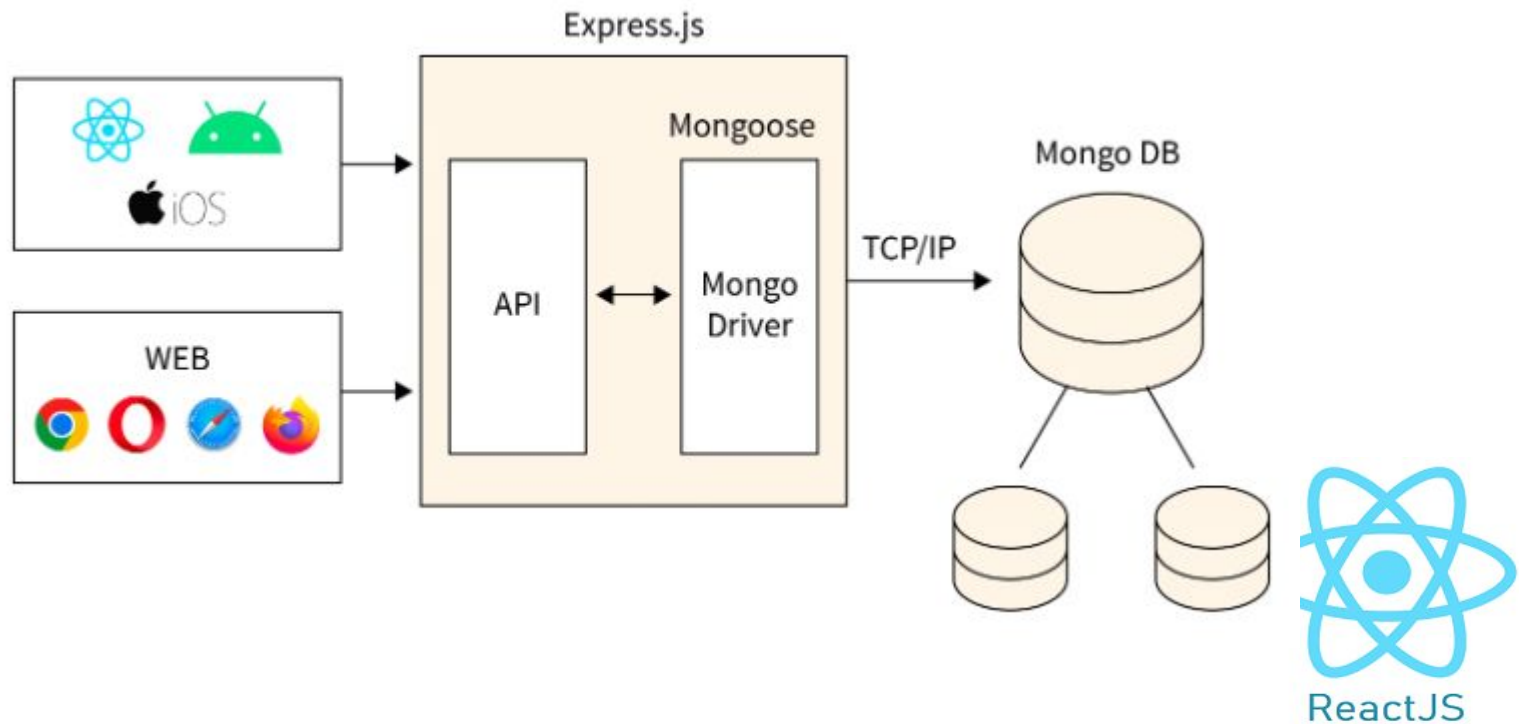 Express.js
iOS
WEB
Mongoose
API
Mongo
Driver
TCP/IP
Mongo DB
ReactJS